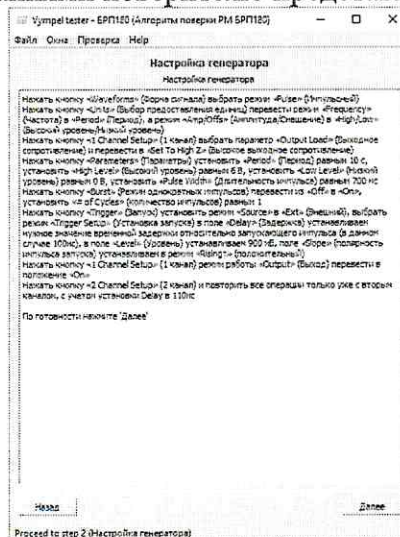 Vympel tester - БРП120 (Алгоритм поверки РМ БРП120)
Файл Окна Проверка Help
Настройка генератора
Настройка генератора
Нажать кнопку «Waveforms» (Форма сигнала) выбрать режим «Pulse» (Импульсный)
Нажать кнопку «Units» (Выбор предоставления единиц) перевести режим «Frequency»
(Частота) в «Period» (Период), а режим «Ampl/Offs» (Амплитуда/Смещение) в «HighLow»
(Высокий уровень/Низкий уровень)
Нажать кнопку «1 Channel Setup» (1 канал) выбрать параметр «Output Load» (Выходное
сопротивление) и перевести в «Set To High Z» (Высокое выходное сопротивление)
Нажать кнопку «Parameters» (Параметры) установить «Period» (Период) равным 10 с,
установить «High Level» (Высокий уровень) равным 6 В, установить «Low Level» (Низкий
уровень) равным 0 В, установить «Pulse Width» (Длительность импульса) равным 700 нс
Нажать кнопку «Burst» (Режим однократных импульсов) перевести из «Off» в «On»,
установить «# of Cycles» (количество импульсов) равным 1
Нажать кнопку «Trigger» (Запуск) установить режим «Source» в «Ext» (Внешний), выбрать
режим «Trigger Setup» (Установка запуска) в поле «Delay» (Задержка) устанавливаем
нужное значение временной задержки относительно запускающего импульса (в данном
случае 100нс), в поле «Level» (Уровень) устанавливаем 900 мВ, поле «Slope» (полярность
импульса запуска) устанавливаем в режим «Rising†» (положительный)
Нажать кнопку «1 Channel Setup» (1 канал) режим работы «Output» (Выход) перевести в
положение «On»
Нажать кнопку «2 Channel Setup» (2 канал) и повторить все операции только уже с вторым
каналом, с учетом установки Delay в 110нс
По готовности нажмите 'Далее'
Назад Далее
Proceed to step 2 (Настройка генератора)